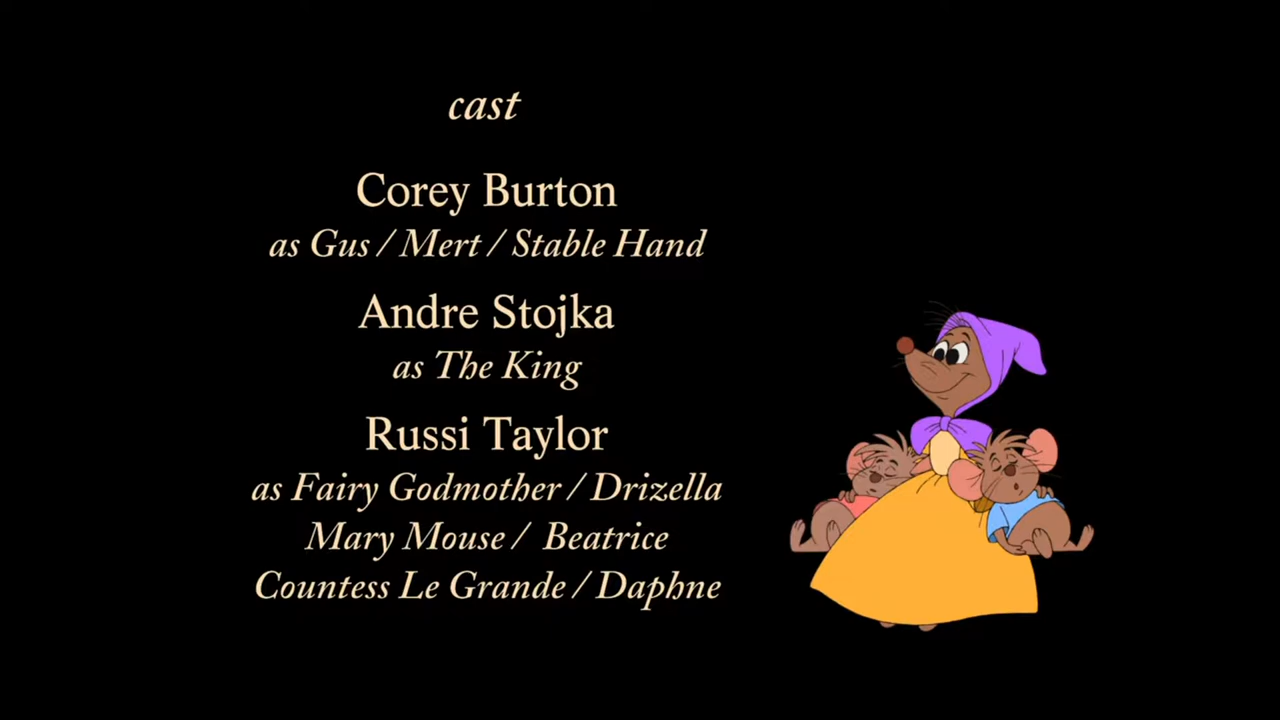 cast
Corey Burton
as Gus / Mert / Stable Hand
Andre Stojka
as The King
Russi Taylor
as Fairy Godmother / Drizella
Mary Mouse / Beatrice
Countess Le Grande / Daphne